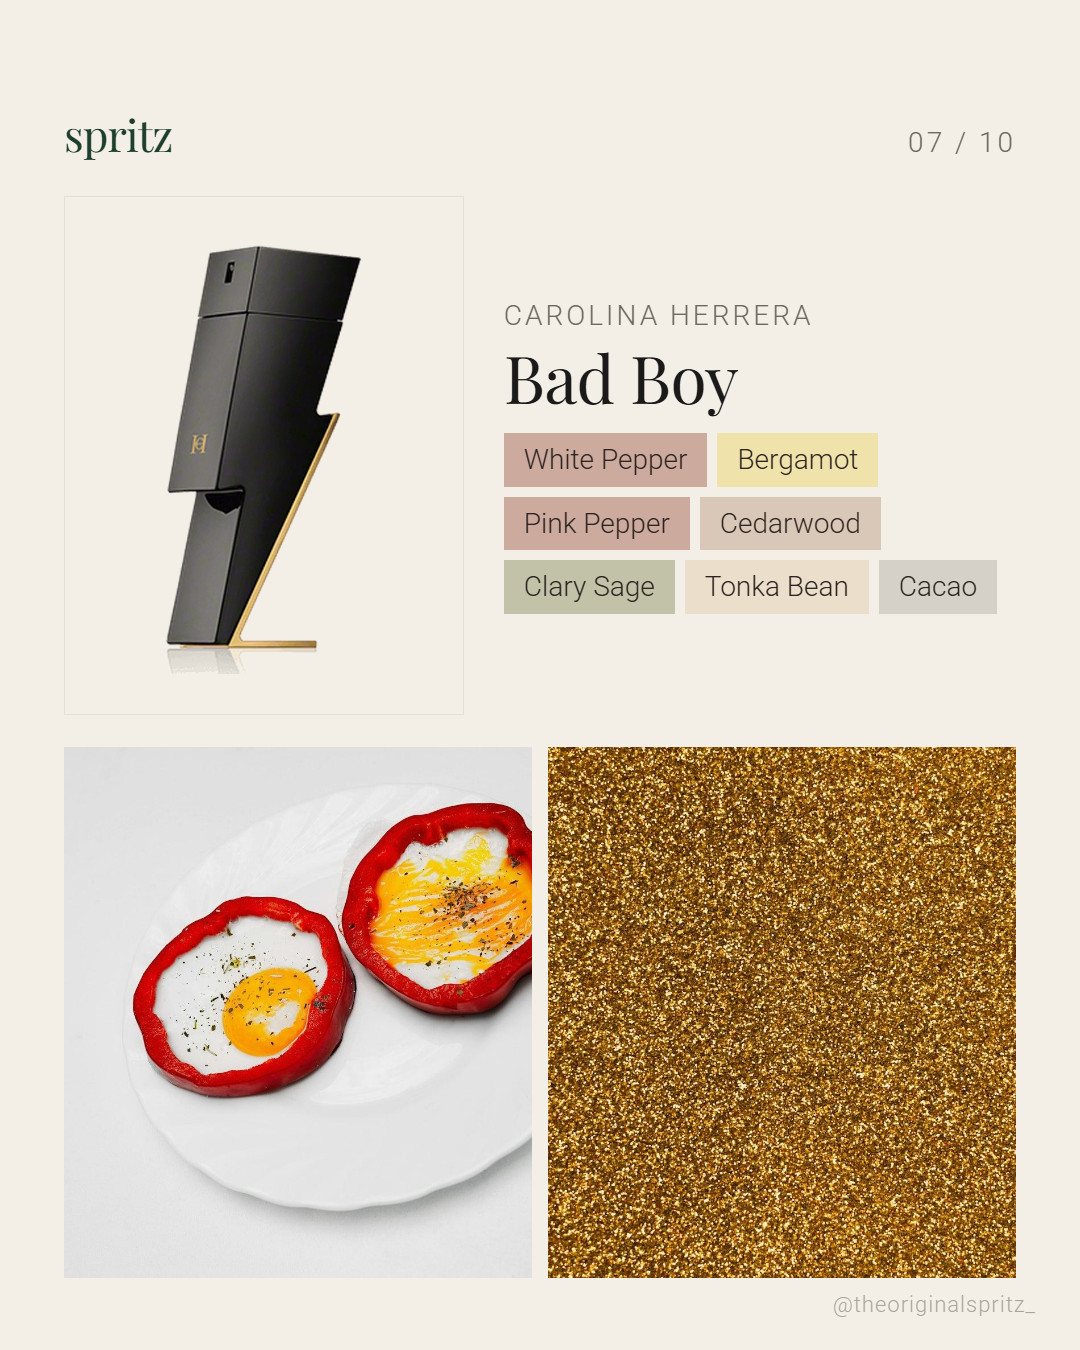 spritz
07 / 10
CAROLINA HERRERA
Bad Boy
White Pepper
Bergamot
Pink Pepper
Cedarwood
Clary Sage
Tonka Bean
Cacao
@theoriginalspritz_